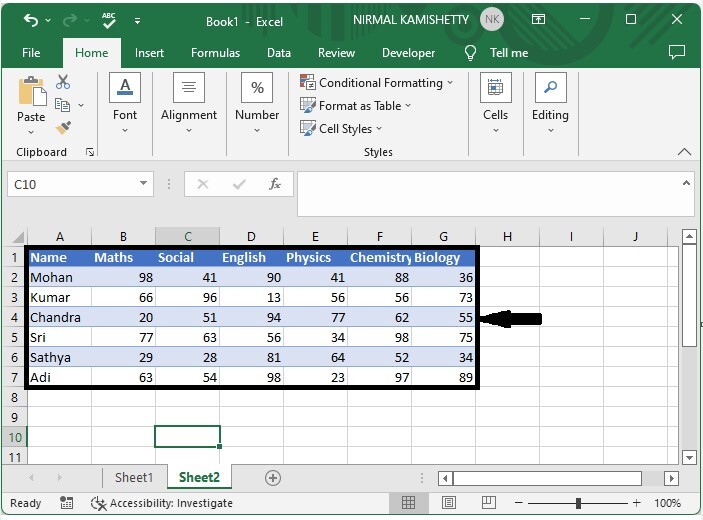 ABC
Book1 - Excel
NIRMAL KAMISHETTY NK
File Home Insert Formulas Data Review Developer Tell me
Paste
Clipboard
Font
Alignment
%
Number
Conditional Formatting
Format as Table
Cell Styles
Styles
Cells
Editing
C10 fx
A B C D E F G H I J
1 Name Maths Social English Physics Chemistry Biology
2 Mohan 98 41 90 41 88 36
3 Kumar 66 96 13 56 56 73
4 Chandra 20 51 94 77 62 55
5 Sri 77 63 56 34 98 75
6 Sathya 29 28 81 64 52 34
7 Adi 63 54 98 23 97 89
8
9
10
11
Sheet1 Sheet2
Ready Accessibility: Investigate 100%